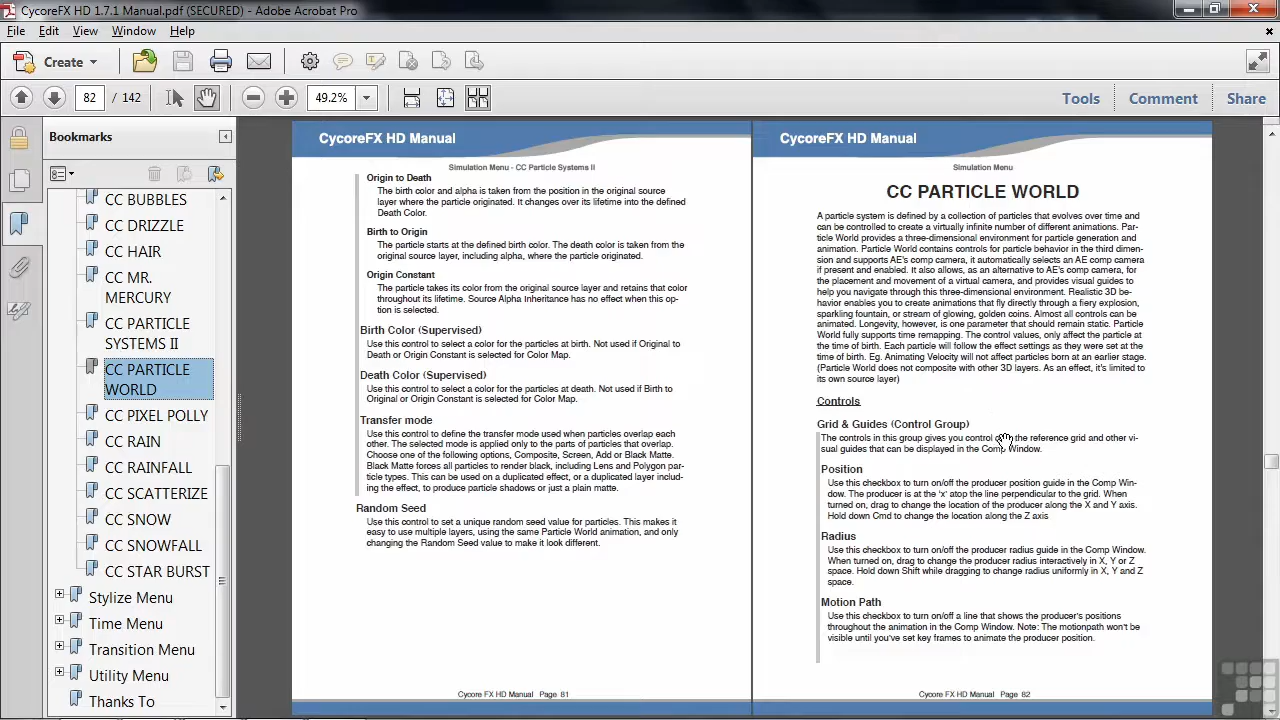 CycoreFX HD 1.7.1 Manual.pdf (SECURED) - Adobe Acrobat Pro
File Edit View Window Help
Create
82 / 142 49.2% Tools Comment Share
Bookmarks
CC BUBBLES
CC DRIZZLE
CC HAIR
CC MR.
MERCURY
CC PARTICLE
SYSTEMS II
CC PARTICLE
WORLD
CC PIXEL POLLY
CC RAIN
CC RAINFALL
CC SCATTERIZE
CC SNOW
CC SNOWFALL
CC STAR BURST
Stylize Menu
Time Menu
Transition Menu
Utility Menu
Thanks To
CycoreFX HD Manual
Simulation Menu - CC Particle Systems II
Origin to Death
The birth color and alpha is taken from the position in the original source
layer where the particle originated. It changes over its lifetime into the defined
Death Color.
Birth to Origin
The particle starts at the defined birth color. The death color is taken from the
original source layer, including alpha, where the particle originated.
Origin Constant
The particle takes its color from the original source layer and retains that color
throughout its lifetime. Source Alpha Inheritance has no effect when this op-
tion is selected.
Birth Color (Supervised)
Use this control to select a color for the particles at birth. Not used if Original to
Death or Origin Constant is selected for Color Map.
Death Color (Supervised)
Use this control to select a color for the particles at death. Not used if Birth to
Original or Origin Constant is selected for Color Map.
Transfer mode
Use this control to define the transfer mode used when particles overlap each
other. The selected mode is applied only to the parts of particles that overlap.
Choose one of the following options, Composite, Screen, Add or Black Matte.
Black Matte forces all particles to render black, including Lens and Polygon par-
ticle types. This can be used on a duplicated effect, or a duplicated layer includ-
ing the effect, to produce particle shadows or just a plain matte.
Random Seed
Use this control to set a unique random seed value for particles. This makes it
easy to use multiple layers, using the same Particle World animation, and only
changing the Random Seed value to make it look different.
Cycore FX HD Manual Page 81
CycoreFX HD Manual
Simulation Menu
CC PARTICLE WORLD
A particle system is defined by a collection of particles that evolves over time and
can be controlled to create a virtually infinite number of different animations. Par-
ticle World provides a three-dimensional environment for particle generation and
animation. Particle World contains controls for particle behavior in the third dimen-
sion and supports AE's comp camera, it automatically selects an AE comp camera
if present and enabled. It also allows, as an alternative to AE's comp camera, for
the placement and movement of a virtual camera, and provides visual guides to
help you navigate through this three-dimensional environment. Realistic 3D be-
havior enables you to create animations that fly directly through a fiery explosion,
sparkling fountain, or stream of glowing, golden coins. Almost all controls can be
animated. Longevity, however, is one parameter that should remain static. Particle
World fully supports time remapping. The control values, only affect the particle at
the time of birth. Each particle will follow the effect settings as they were set at the
time of birth. Eg. Animating Velocity will not affect particles born at an earlier stage.
(Particle World does not composite with other 3D layers. As an effect, it's limited to
its own source layer)
Controls
Grid & Guides (Control Group)
The controls in this group gives you control the reference grid and other vi-
sual guides that can be displayed in the Comp Window.
Position
Use this checkbox to turn on/off the producer position guide in the Comp Win-
dow. The producer is at the 'x' atop the line perpendicular to the grid. When
turned on, drag to change the location of the producer along the X and Y axis.
Hold down Cmd to change the location along the Z axis
Radius
Use this checkbox to turn on/off the producer radius guide in the Comp Window.
When turned on, drag to change the producer radius interactively in X, Y or Z
space. Hold down Shift while dragging to change radius uniformly in X, Y and Z
space.
Motion Path
Use this checkbox to turn on/off a line that shows the producer's positions
throughout the animation in the Comp Window. Note: The motionpath won't be
visible until you've set key frames to animate the producer position.
Cycore FX HD Manual Page 82